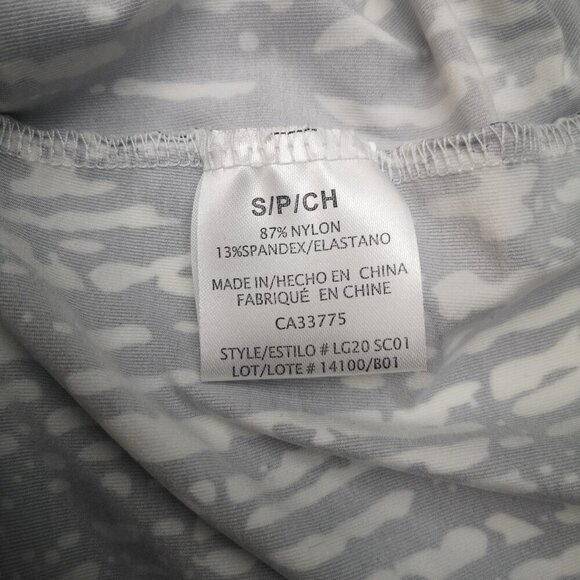 S/P/CH
87% NYLON
13%SPANDEX/ELASTANO
MADE IN/HECHO EN CHINA
FABRIQUÉ EN CHINE
CA33775
STYLE/ESTILO # LG20 SC01
LOT/LOTE # 14100/B01